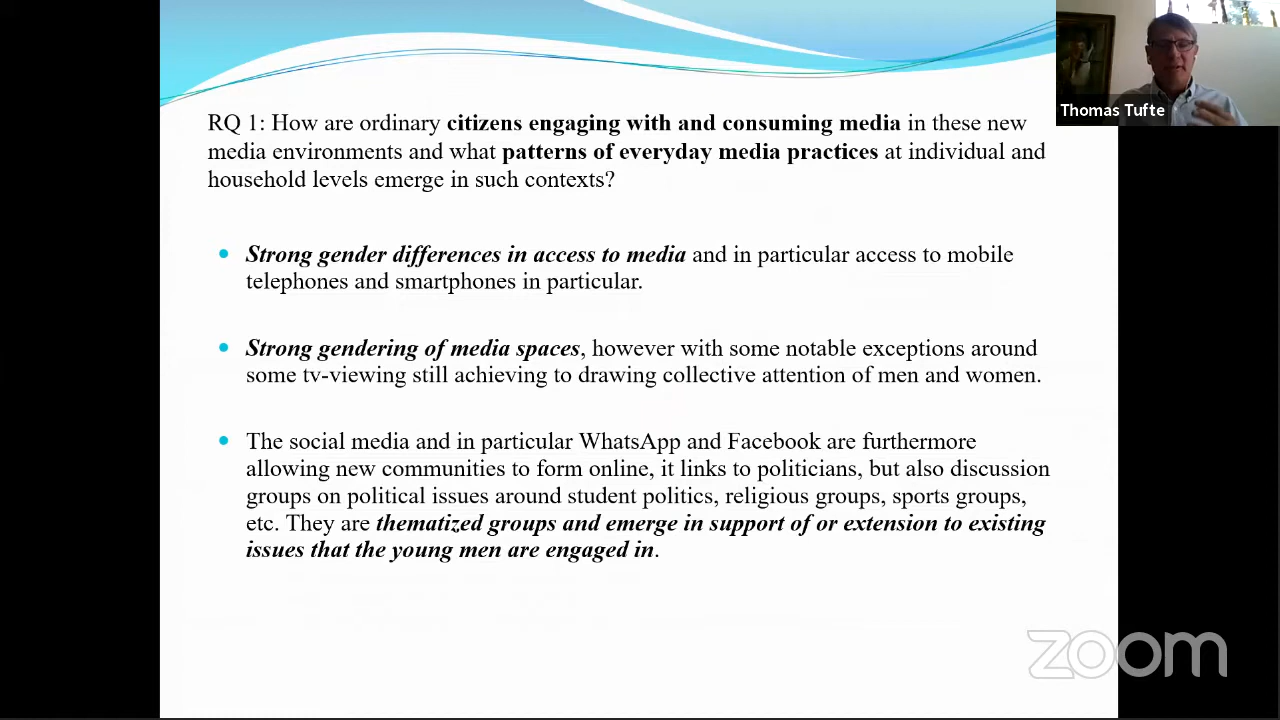 Thomas Tufte
RQ 1: How are ordinary citizens engaging with and consuming media in these new
media environments and what patterns of everyday media practices at individual and
household levels emerge in such contexts?
Strong gender differences in access to media and in particular access to mobile
telephones and smartphones in particular.
Strong gendering of media spaces, however with some notable exceptions around
some tv-viewing still achieving to drawing collective attention of men and women.
The social media and in particular WhatsApp and Facebook are furthermore
allowing new communities to form online, it links to politicians, but also discussion
groups on political issues around student politics, religious groups, sports groups,
etc. They are thematized groups and emerge in support of or extension to existing
issues that the young men are engaged in.
zoom